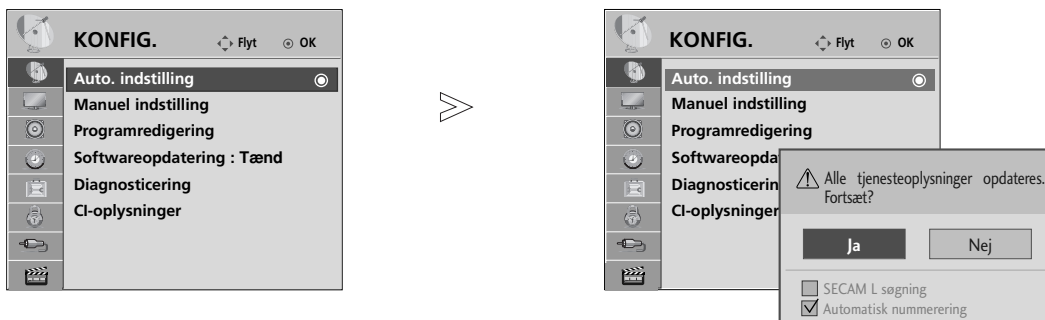 KONFIG. Flyt OK
Auto. indstilling
Manuel indstilling
Programredigering
Softwareopdatering : Tænd
Diagnosticering
CI-oplysninger
KONFIG. Flyt OK
Auto. indstilling
Manuel indstilling
Programredigering
Softwareopda
Diagnosticerin
CI-oplysninger
Alle tjenesteoplysninger opdateres.
Fortsæt?
Ja Nej
SECAM L søgning
Automatisk nummerering